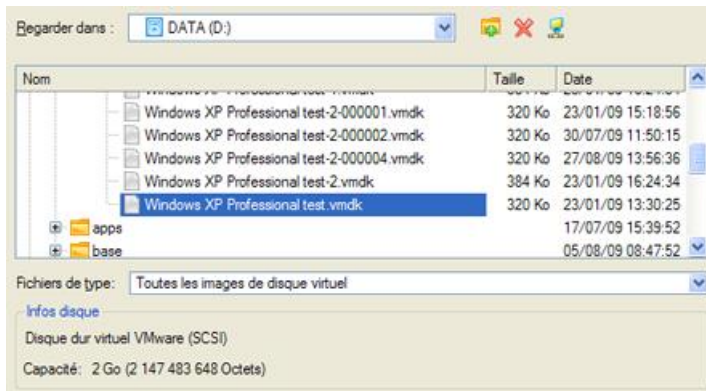 Regarder dans : DATA (D:)
Nom Taille Date
Windows XP Professional test-2-000001.vmdk 320 Ko 23/01/09 15:18:56
Windows XP Professional test-2-000002.vmdk 320 Ko 30/07/09 11:50:15
Windows XP Professional test-2-000004.vmdk 320 Ko 27/08/09 13:56:36
Windows XP Professional test-2.vmdk 384 Ko 23/01/09 16:24:34
Windows XP Professional test.vmdk 320 Ko 23/01/09 13:30:25
apps 17/07/09 15:39:52
base 05/08/09 08:47:52
Fichiers de type: Toutes les images de disque virtuel
Infos disque
Disque dur virtuel VMware (SCSI)
Capacité: 2 Go (2 147 483 648 Octets)